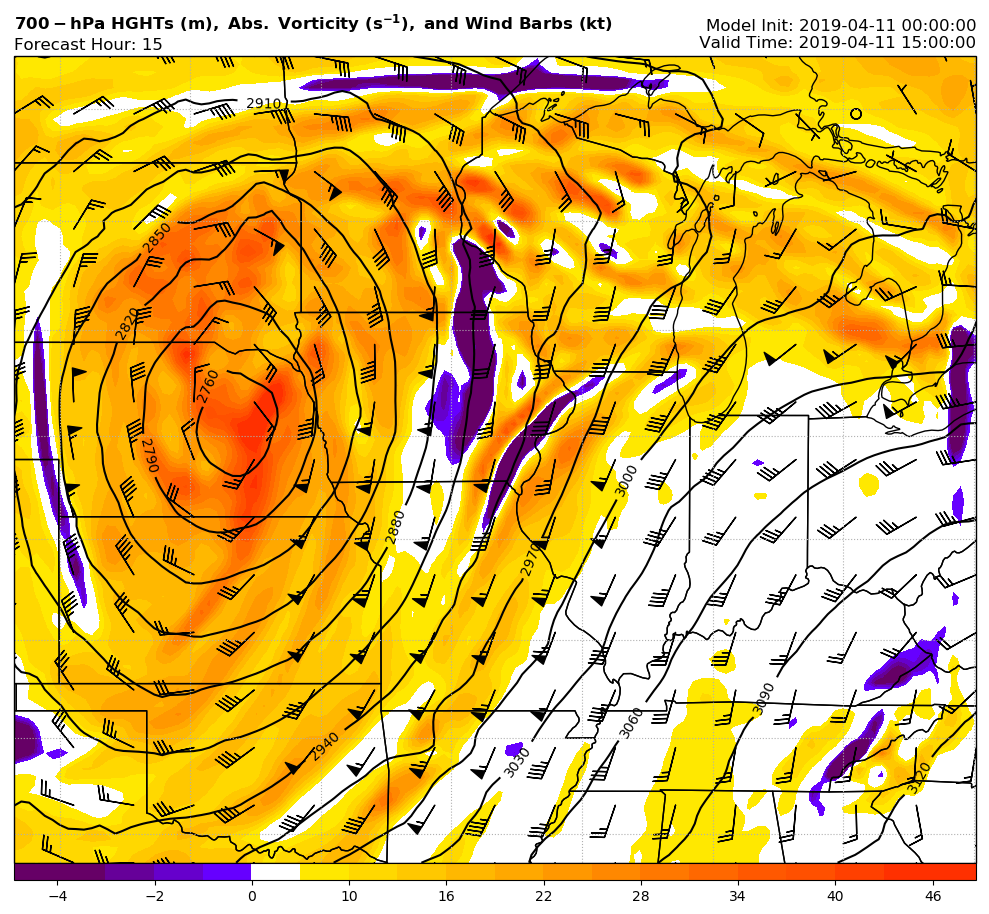 700 − hPa HGHTs (m), Abs. Vorticity (s⁻¹), and Wind Barbs (kt)
Forecast Hour: 15
Model Init: 2019-04-11 00:00:00
Valid Time: 2019-04-11 15:00:00
2910
2850
2820
2760
2790
2880
3000
2970
2940
3030
3060
3090
3120
−4 −2 0 10 16 22 28 34 40 46